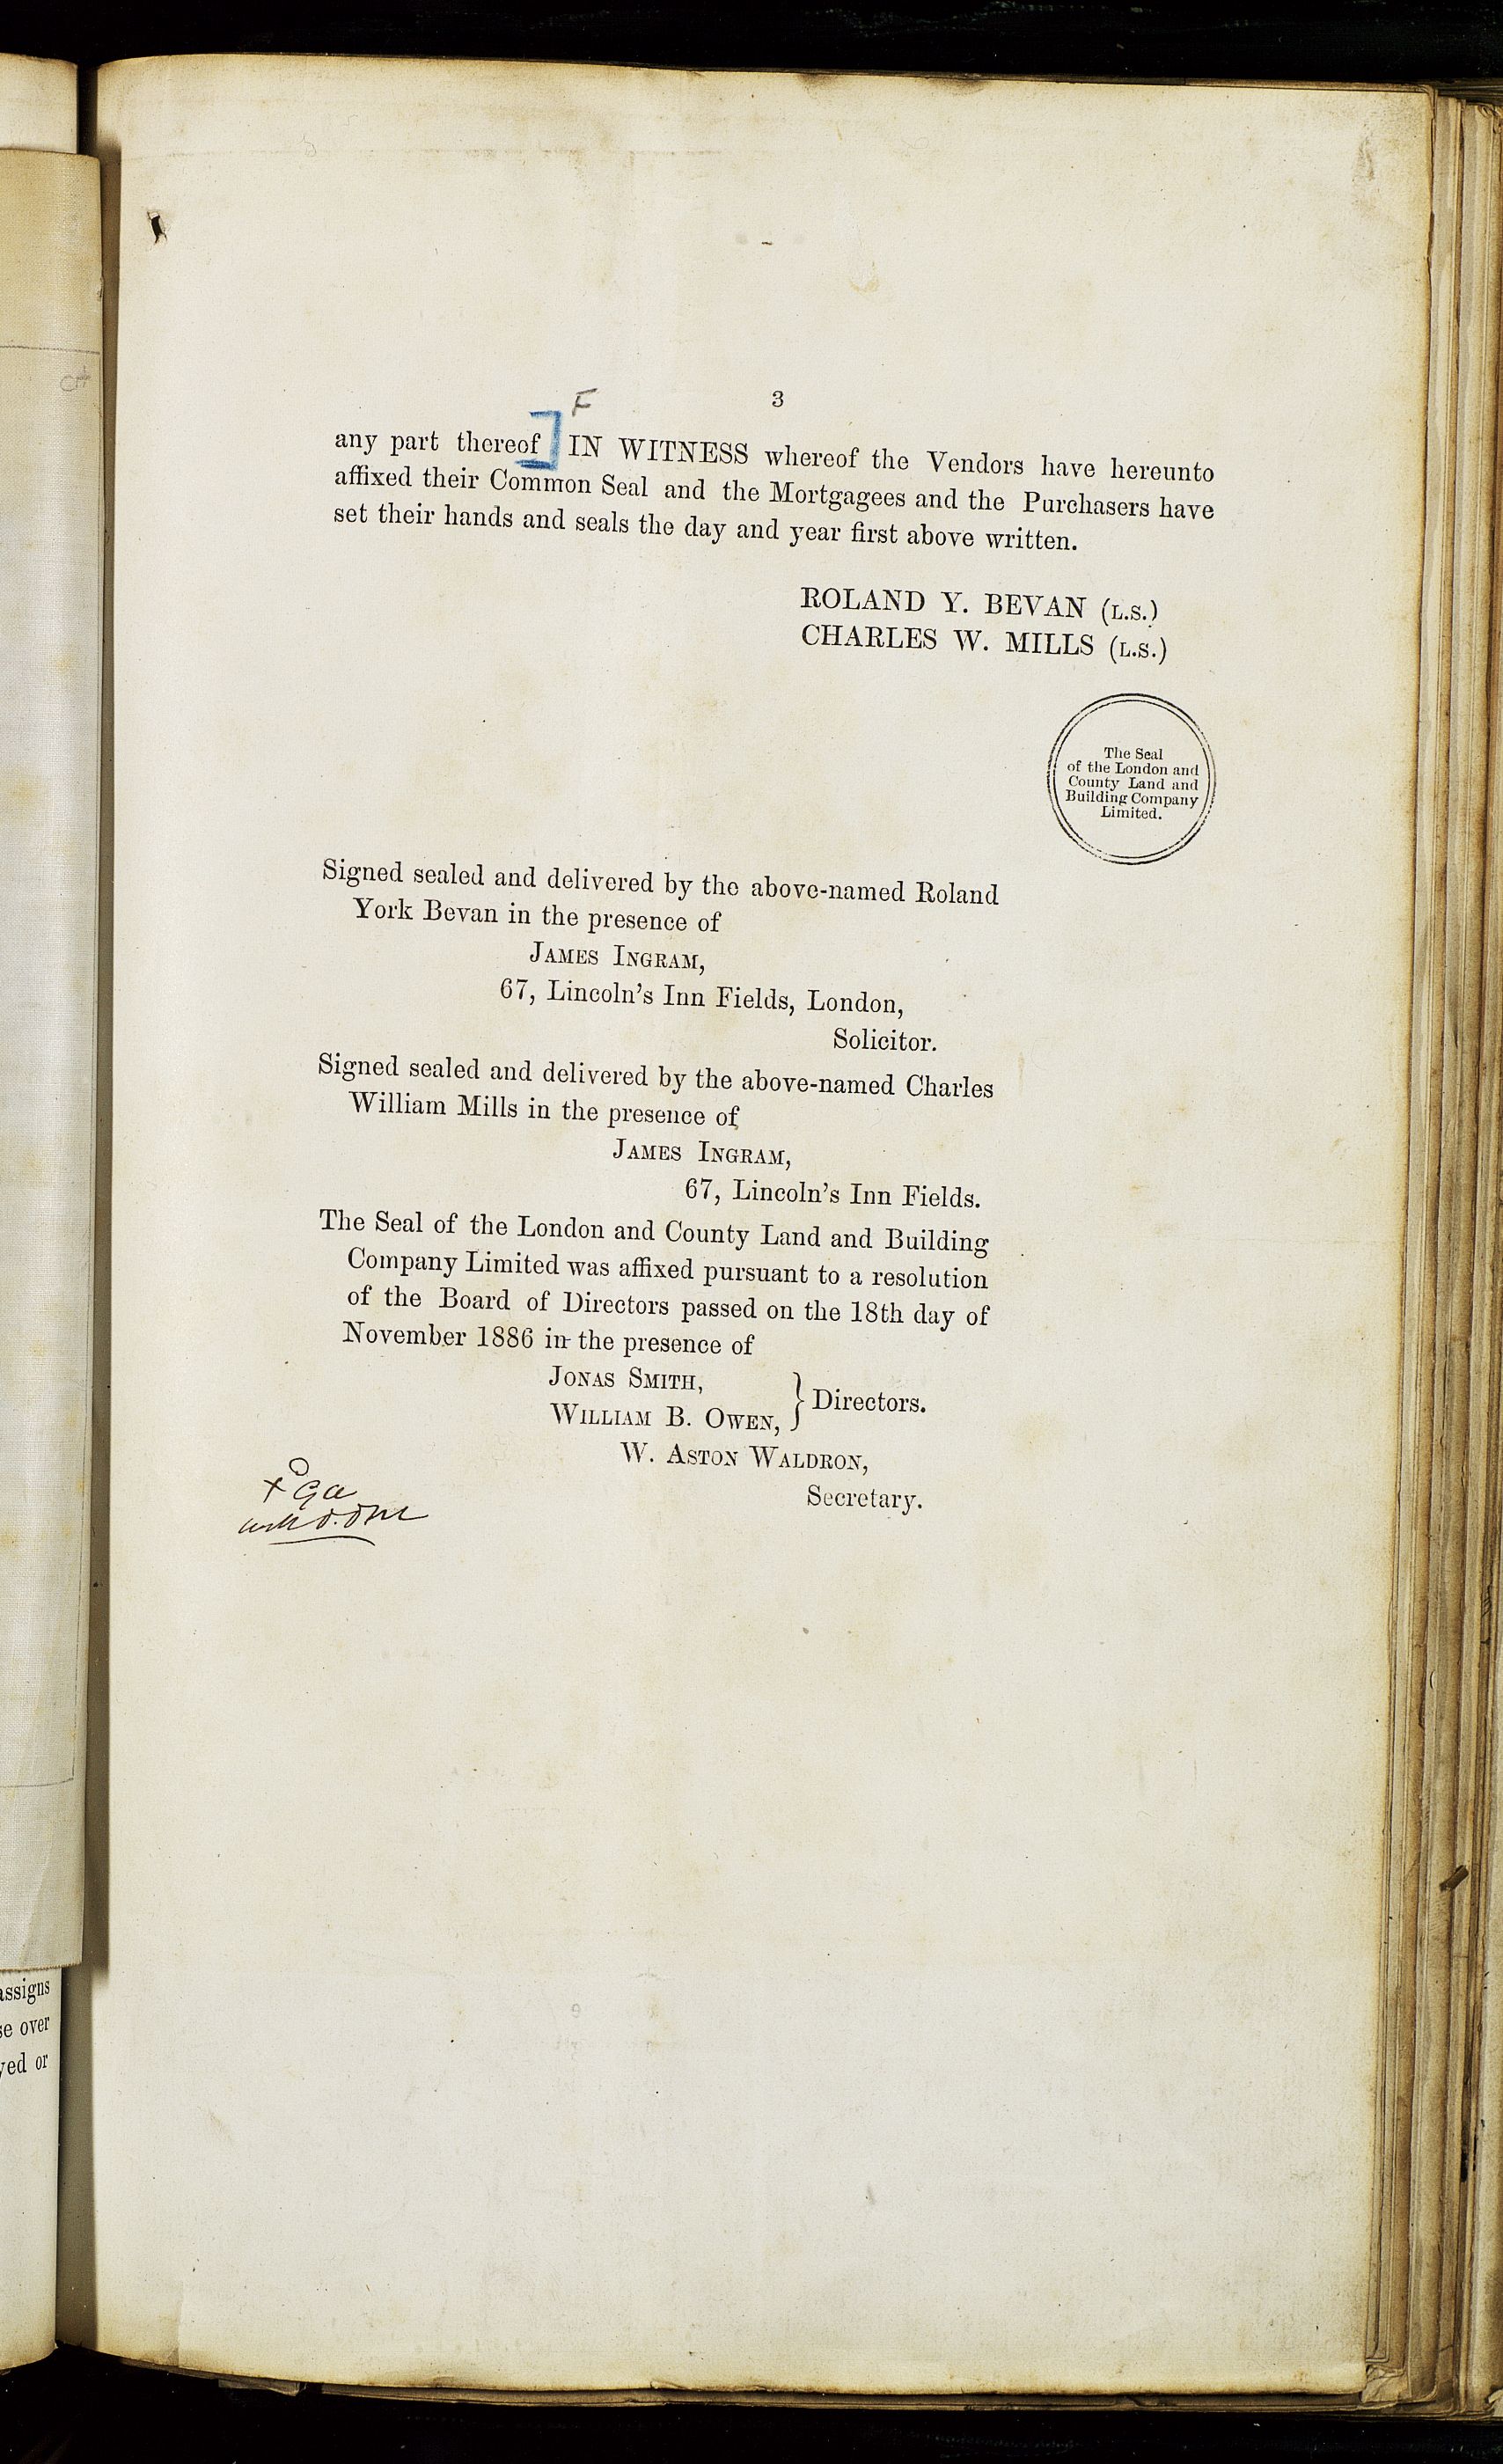 3
F
any part thereof ] IN WITNESS whereof the Vendors have hereunto
affixed their Common Seal and the Mortgagees and the Purchasers have
set their hands and seals the day and year first above written.
ROLAND Y. BEVAN (L.S.)
CHARLES W. MILLS (L.S.)
The Seal
of the London and
County Land and
Building Company
Limited.
Signed sealed and delivered by the above-named Roland
York Bevan in the presence of
JAMES INGRAM,
67, Lincoln's Inn Fields, London,
Solicitor.
Signed sealed and delivered by the above-named Charles
William Mills in the presence of
JAMES INGRAM,
67, Lincoln's Inn Fields.
The Seal of the London and County Land and Building
Company Limited was affixed pursuant to a resolution
of the Board of Directors passed on the 18th day of
November 1886 in the presence of
JONAS SMITH,
WILLIAM B. OWEN, } Directors.
W. ASTON WALDRON,
Secretary.
assigns
se over
yed or